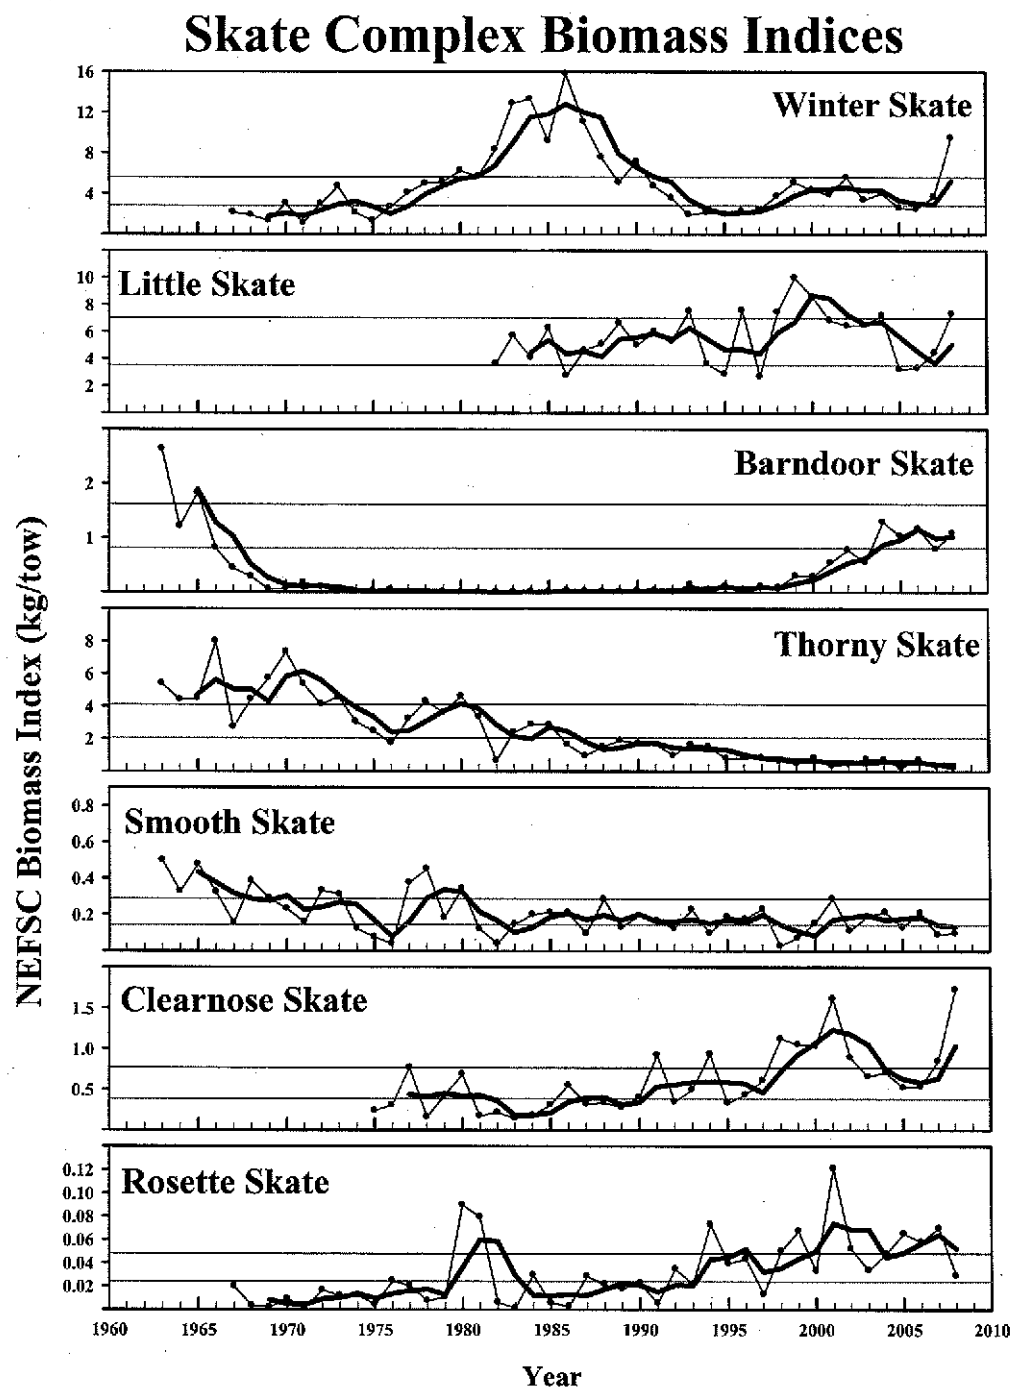 Skate Complex Biomass Indices
NEFSC Biomass Index (kg/tow)
Winter Skate
16
12
8
4
Little Skate
10
8
6
4
2
Barndoor Skate
2
1
Thorny Skate
8
6
4
2
Smooth Skate
0.8
0.6
0.4
0.2
Clearnose Skate
1.5
1.0
0.5
Rosette Skate
0.12
0.10
0.08
0.06
0.04
0.02
1960 1965 1970 1975 1980 1985 1990 1995 2000 2005 2010
Year